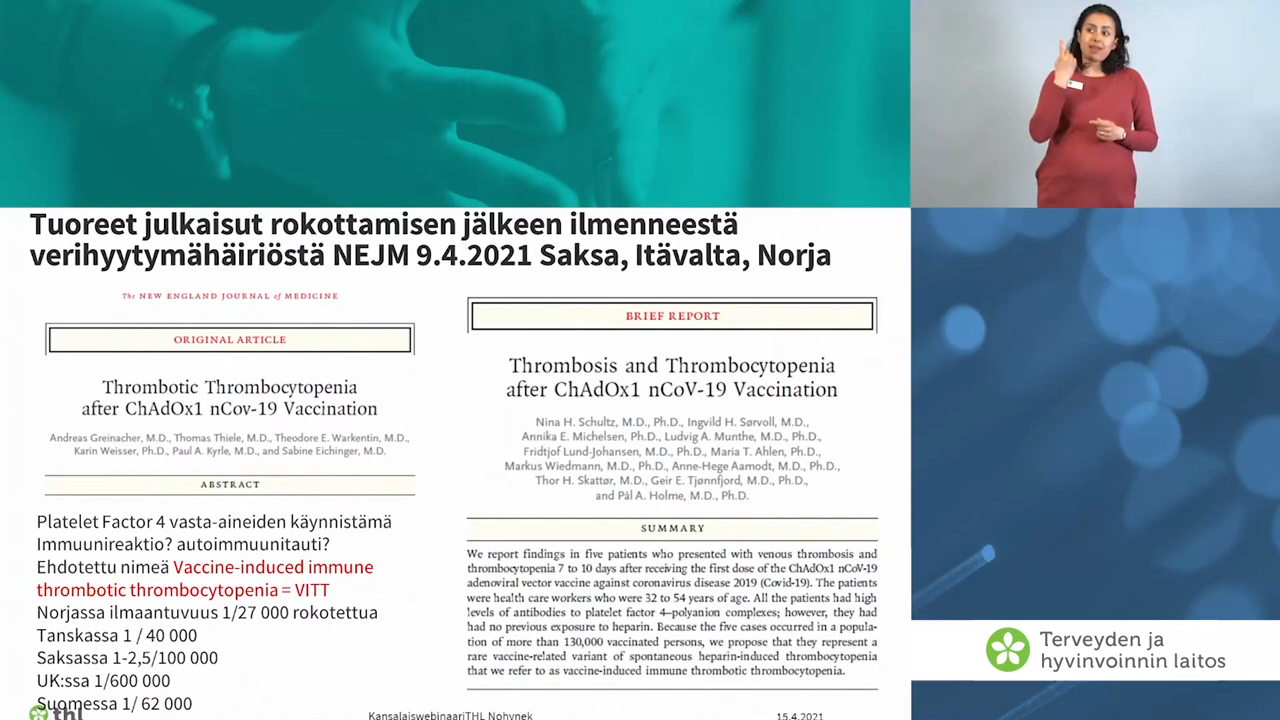 Tuoreet julkaisut rokottamisen jälkeen ilmenneestä
verihyytymähäiriöstä NEJM 9.4.2021 Saksa, Itävalta, Norja
The NEW ENGLAND JOURNAL of MEDICINE
ORIGINAL ARTICLE
Thrombotic Thrombocytopenia
after ChAdOx1 nCov-19 Vaccination
Andreas Greinacher, M.D., Thomas Thiele, M.D., Theodore E. Warkentin, M.D.,
Karin Weisser, Ph.D., Paul A. Kyrle, M.D., and Sabine Eichinger, M.D.
ABSTRACT
Platelet Factor 4 vasta-aineiden käynnistämä
Immuunireaktio? autoimmuunitauti?
Ehdotettu nimeä Vaccine-induced immune
thrombotic thrombocytopenia = VITT
Norjassa ilmaantuvuus 1/27 000 rokotettua
Tanskassa 1 / 40 000
Saksassa 1-2,5/100 000
UK:ssa 1/600 000
Suomessa 1/ 62 000
BRIEF REPORT
Thrombosis and Thrombocytopenia
after ChAdOx1 nCoV-19 Vaccination
Nina H. Schultz, M.D., Ph.D., Ingvild H. Sørvoll, M.D.,
Annika E. Michelsen, Ph.D., Ludvig A. Munthe, M.D., Ph.D.,
Fridtjof Lund-Johansen, M.D., Ph.D., Maria T. Ahlen, Ph.D.,
Markus Wiedmann, M.D., Ph.D., Anne-Hege Aamodt, M.D., Ph.D.,
Thor H. Skattør, M.D., Geir E. Tjønnfjord, M.D., Ph.D.,
and Pål A. Holme, M.D., Ph.D.
SUMMARY
We report findings in five patients who presented with venous thrombosis and
thrombocytopenia 7 to 10 days after receiving the first dose of the ChAdOx1 nCoV-19
adenoviral vector vaccine against coronavirus disease 2019 (Covid-19). The patients
were health care workers who were 32 to 54 years of age. All the patients had high
levels of antibodies to platelet factor 4–polyanion complexes; however, they had
had no previous exposure to heparin. Because the five cases occurred in a popula-
tion of more than 130,000 vaccinated persons, we propose that they represent a
rare vaccine-related variant of spontaneous heparin-induced thrombocytopenia
that we refer to as vaccine-induced immune thrombotic thrombocytopenia.
thl
KansalaiswebinaariTHL Nohynek
15.4.2021
Terveyden ja
hyvinvoinnin laitos